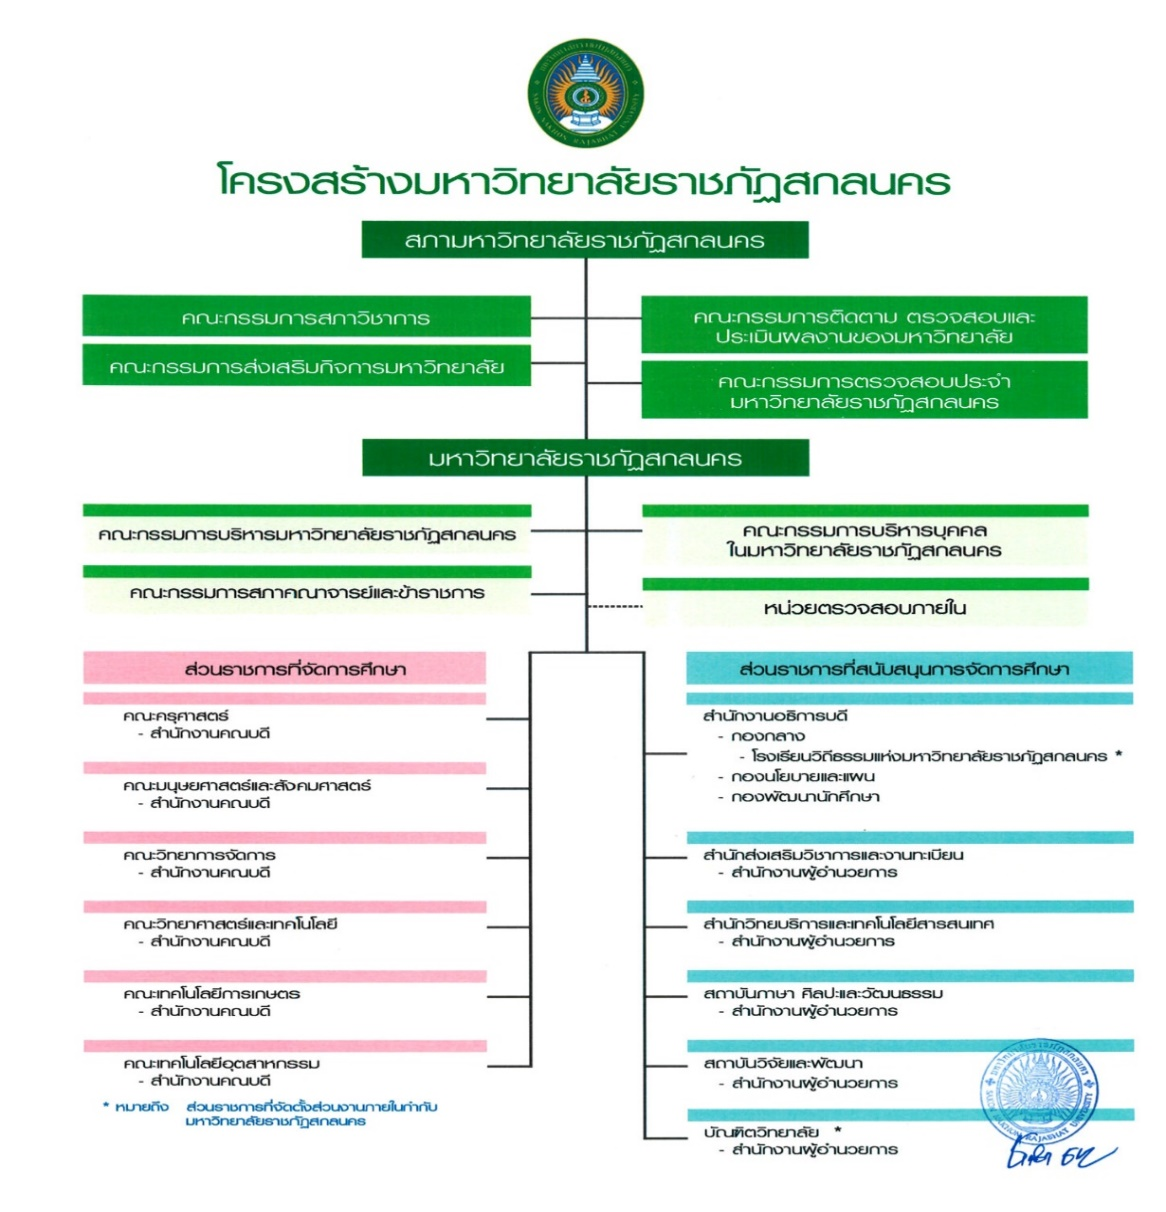 โครงสร้างมหาวิทยาลัยราชภัฏสกลนคร
สภามหาวิทยาลัยราชภัฏสกลนคร
คณะกรรมการสภาวิชาการ
คณะกรรมการส่งเสริมกิจการมหาวิทยาลัย
คณะกรรมการติดตาม ตรวจสอบและ
ประเมินผลงานของมหาวิทยาลัย
คณะกรรมการตรวจสอบประจำ
มหาวิทยาลัยราชภัฏสกลนคร
มหาวิทยาลัยราชภัฏสกลนคร
คณะกรรมการบริหารมหาวิทยาลัยราชภัฏสกลนคร
คณะกรรมการสภาคณาจารย์และข้าราชการ
คณะกรรมการบริหารบุคคล
ในมหาวิทยาลัยราชภัฏสกลนคร
หน่วยตรวจสอบภายใน
ส่วนราชการที่จัดการศึกษา
คณะครุศาสตร์
- สำนักงานคณบดี
คณะมนุษยศาสตร์และสังคมศาสตร์
- สำนักงานคณบดี
คณะวิทยาการจัดการ
- สำนักงานคณบดี
คณะวิทยาศาสตร์และเทคโนโลยี
- สำนักงานคณบดี
คณะเทคโนโลยีการเกษตร
- สำนักงานคณบดี
คณะเทคโนโลยีอุตสาหกรรม
- สำนักงานคณบดี
* หมายถึง ส่วนราชการที่จัดตั้งส่วนงานภายในกำกับ
มหาวิทยาลัยราชภัฏสกลนคร
ส่วนราชการที่สนับสนุนการจัดการศึกษา
สำนักงานอธิการบดี
- กองกลาง
- โรงเรียนวิถีธรรมแห่งมหาวิทยาลัยราชภัฏสกลนคร *
- กองนโยบายและแผน
- กองพัฒนานักศึกษา
สำนักส่งเสริมวิชาการและงานทะเบียน
- สำนักงานผู้อำนวยการ
สำนักวิทยบริการและเทคโนโลยีสารสนเทศ
- สำนักงานผู้อำนวยการ
สถาบันภาษา ศิลปะและวัฒนธรรม
- สำนักงานผู้อำนวยการ
สถาบันวิจัยและพัฒนา
- สำนักงานผู้อำนวยการ
บัณฑิตวิทยาลัย *
- สำนักงานผู้อำนวยการ